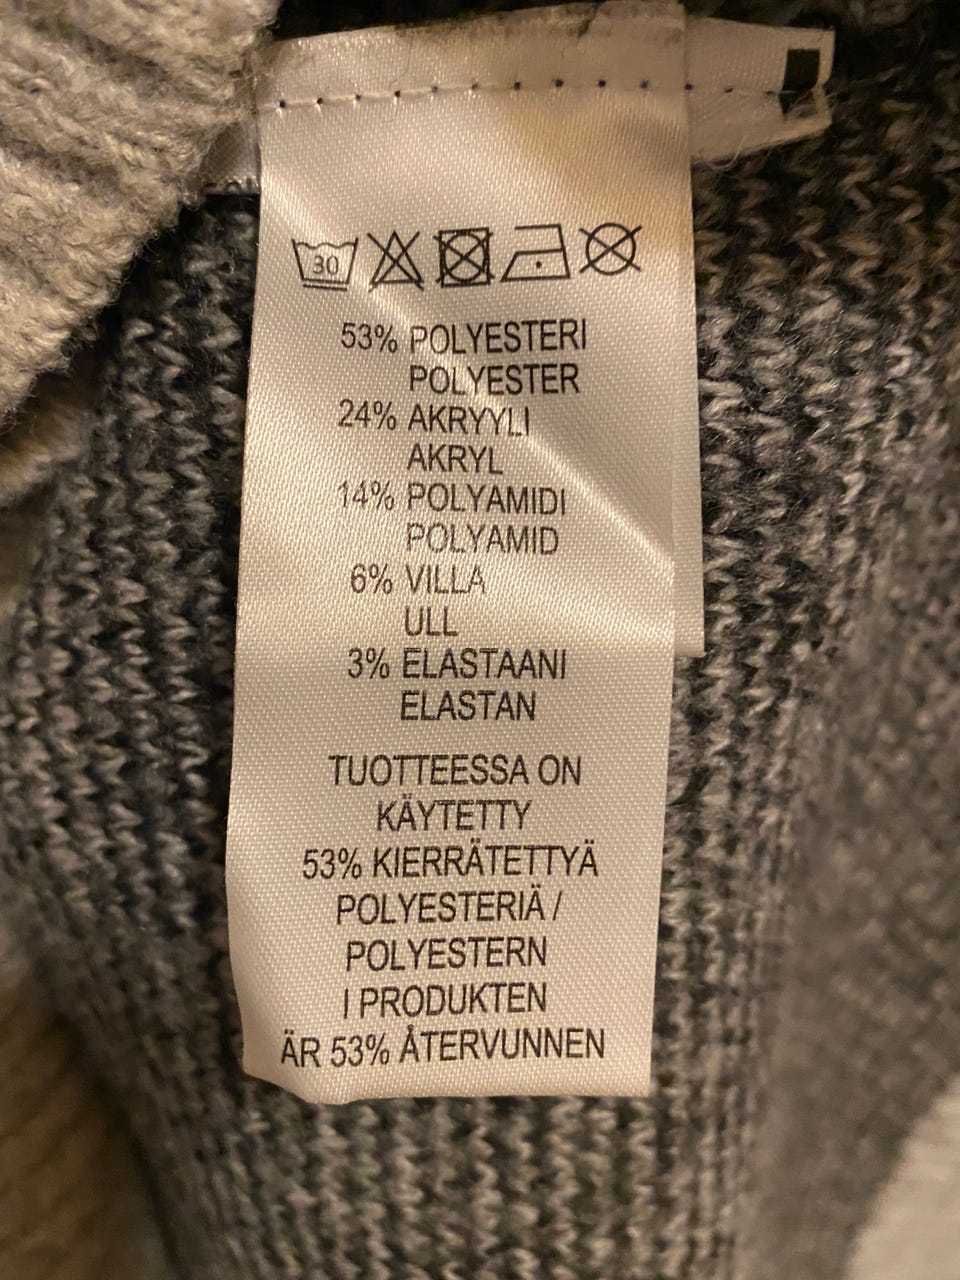 30
53% POLYESTERI
POLYESTER
24% AKRYYLI
AKRYL
14% POLYAMIDI
POLYAMID
6% VILLA
ULL
3% ELASTAANI
ELASTAN
TUOTTEESSA ON
KÄYTETTY
53% KIERRÄTETTYÄ
POLYESTERIÄ /
POLYESTERN
I PRODUKTEN
ÄR 53% ÅTERVUNNEN